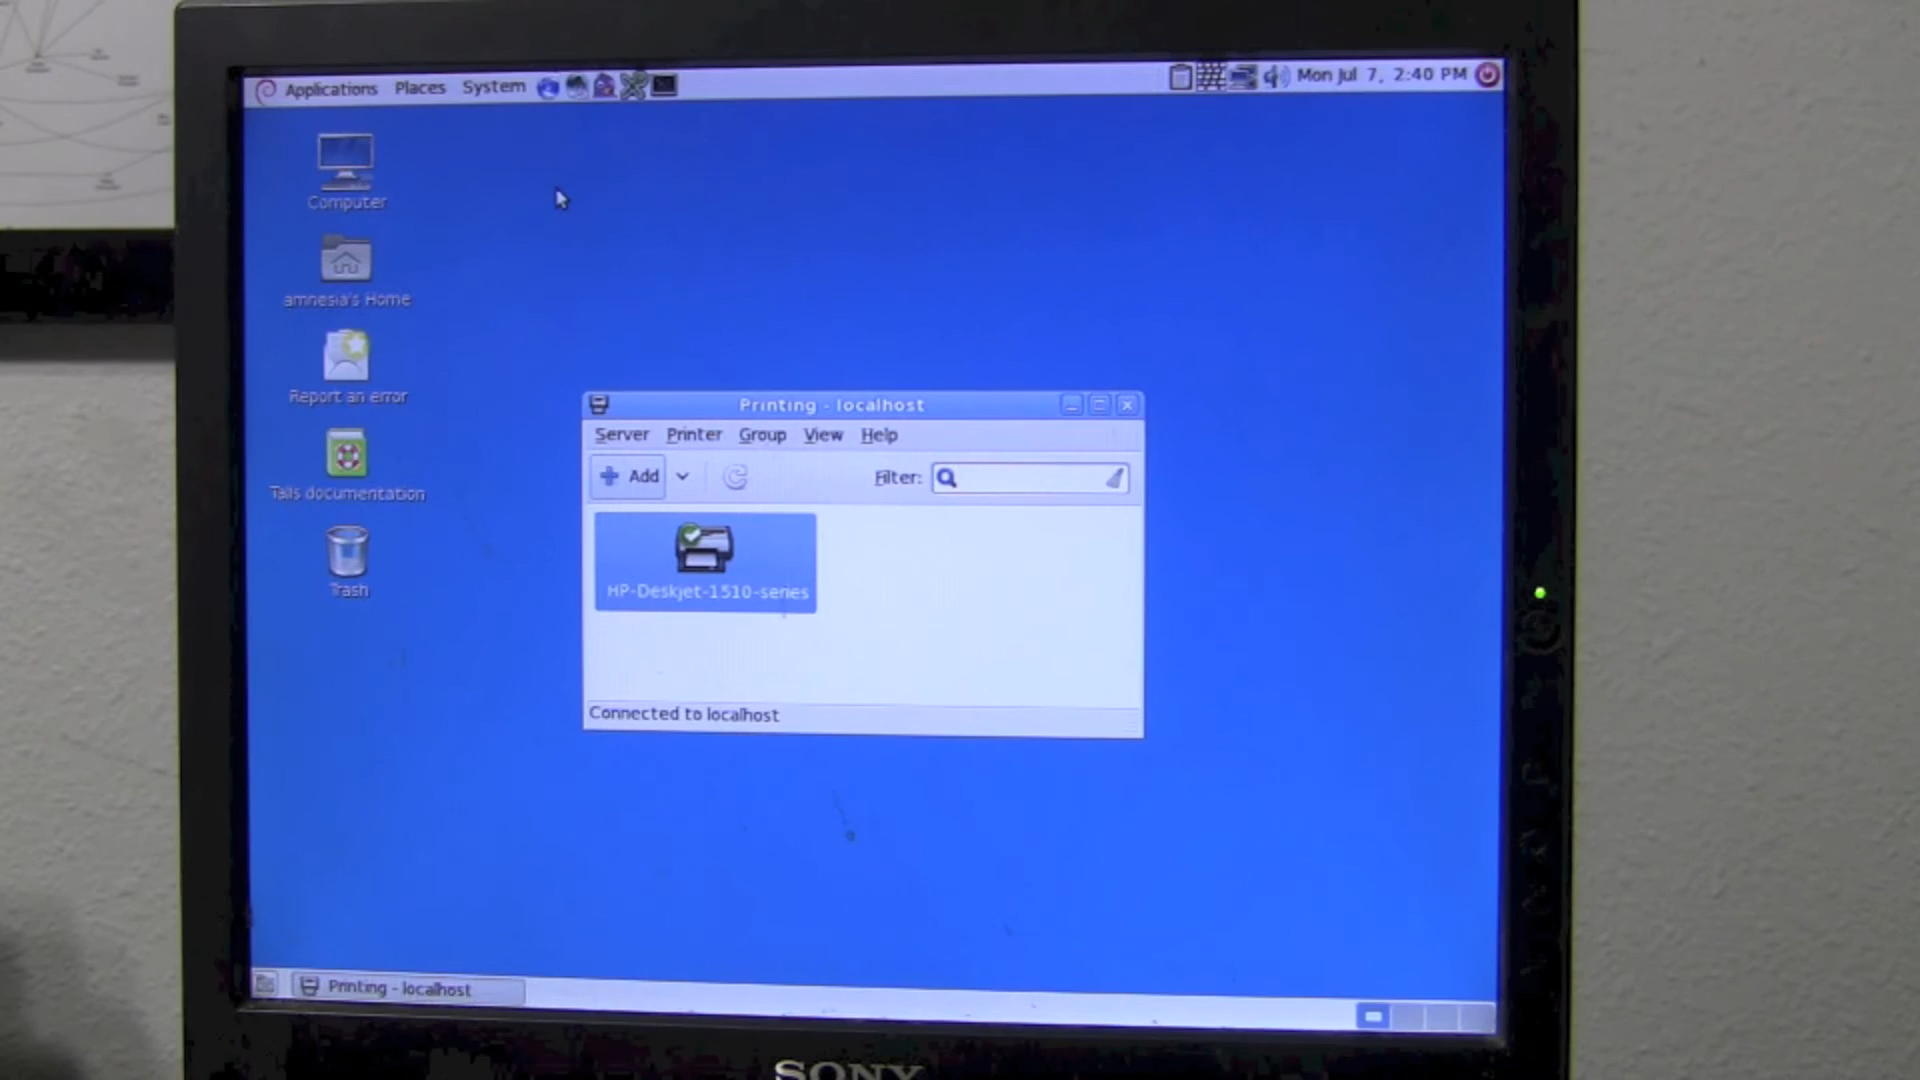 Applications Places System
Mon Jul 7, 2:40 PM
Computer
amnesia's Home
Report an error
Tails documentation
Trash
Printing - localhost
Server Printer Group View Help
Add
Filter:
HP-Deskjet-1510-series
Connected to localhost
Printing - localhost
SONY